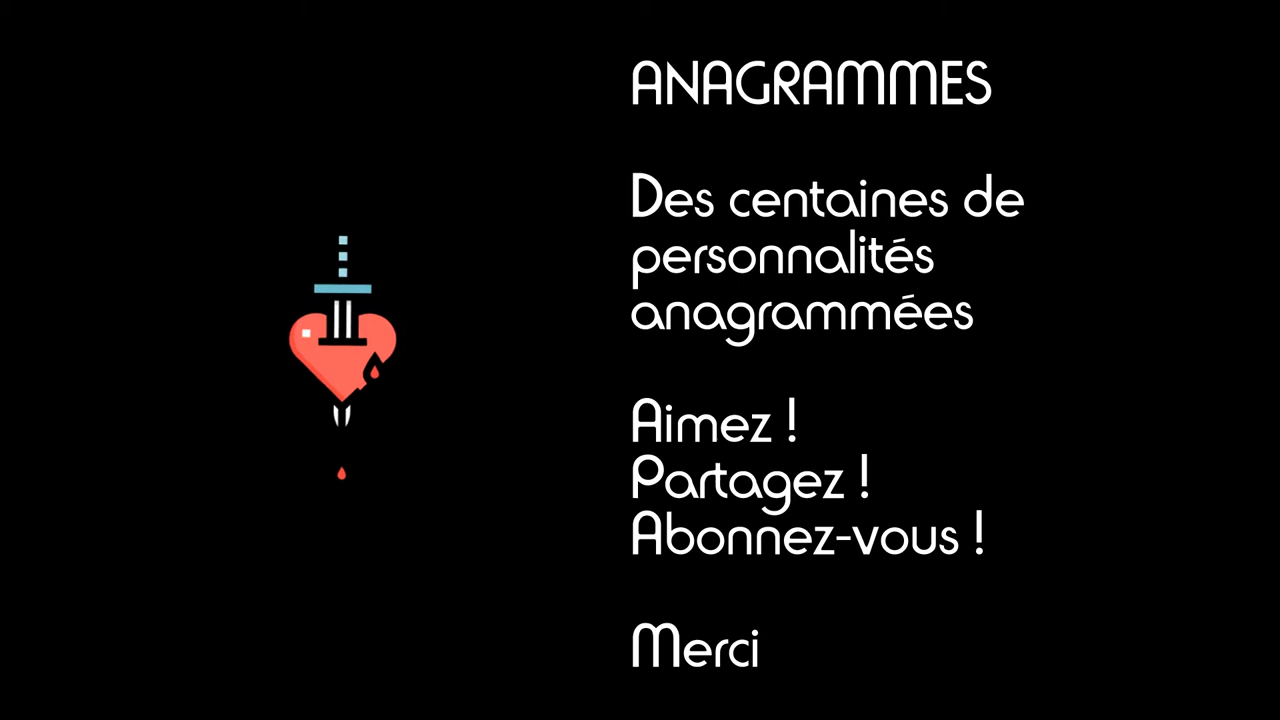 ANAGRAMMES
Des centaines de
personnalités
anagrammées
Aimez !
Partagez !
Abonnez-vous !
Merci